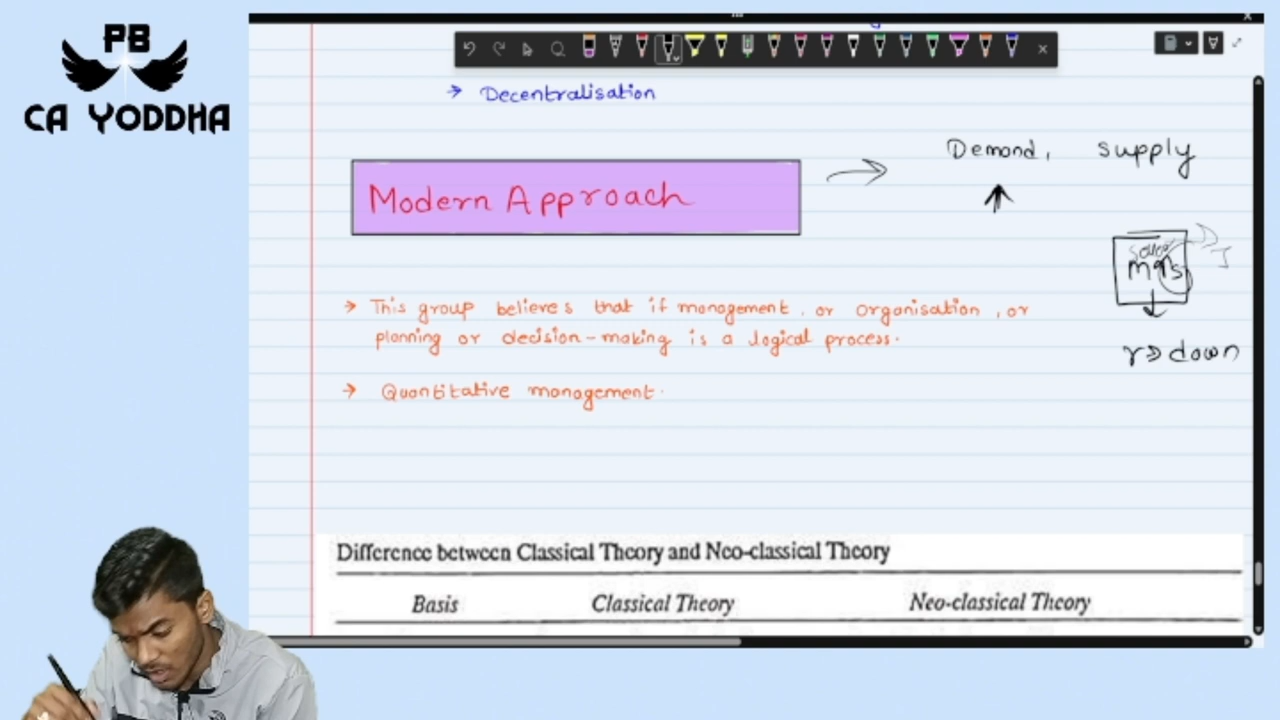 PB
CA YODDHA
→ Decentralisation
Modern Approach
Demand, supply
→ This group believes that if management, or organisation, or
planning or decision-making is a logical process.
→ Quantitative management.
down
Difference between Classical Theory and Neo-classical Theory
Basis Classical Theory Neo-classical Theory